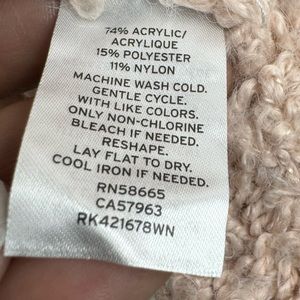 74% ACRYLIC/
ACRYLIQUE
15% POLYESTER
11% NYLON
MACHINE WASH COLD.
GENTLE CYCLE.
WITH LIKE COLORS.
ONLY NON-CHLORINE
BLEACH IF NEEDED.
RESHAPE.
LAY FLAT TO DRY.
COOL IRON IF NEEDED.
RN58665
CA57963
RK421678WN